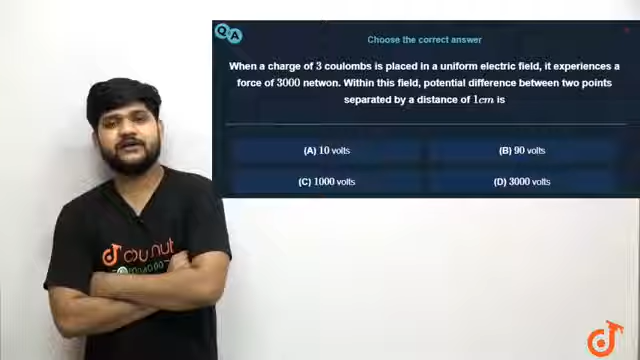 Q A
Choose the correct answer
When a charge of 3 coulombs is placed in a uniform electric field, it experiences a
force of 3000 netwon. Within this field, potential difference between two points
separated by a distance of 1cm is
(A) 10 volts
(B) 90 volts
(C) 1000 volts
(D) 3000 volts